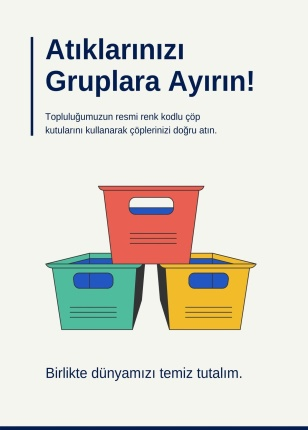 Atıklarınızı
Gruplara Ayırın!
Topluluğumuzun resmi renk kodlu çöp
kutularını kullanarak çöplerinizi doğru atın.
Birlikte dünyamızı temiz tutalım.